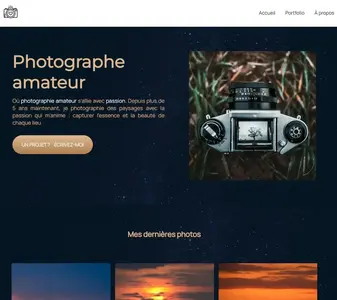 Accueil Portfolio À propos
Photographe
amateur
Où photographie amateur s'allie avec passion. Depuis plus de
5 ans maintenant, je photographie des paysages avec la
passion qui m'anime : capturer l'essence et la beauté de
chaque lieu
UN PROJET ? ÉCRIVEZ-MOI!
Mes dernières photos